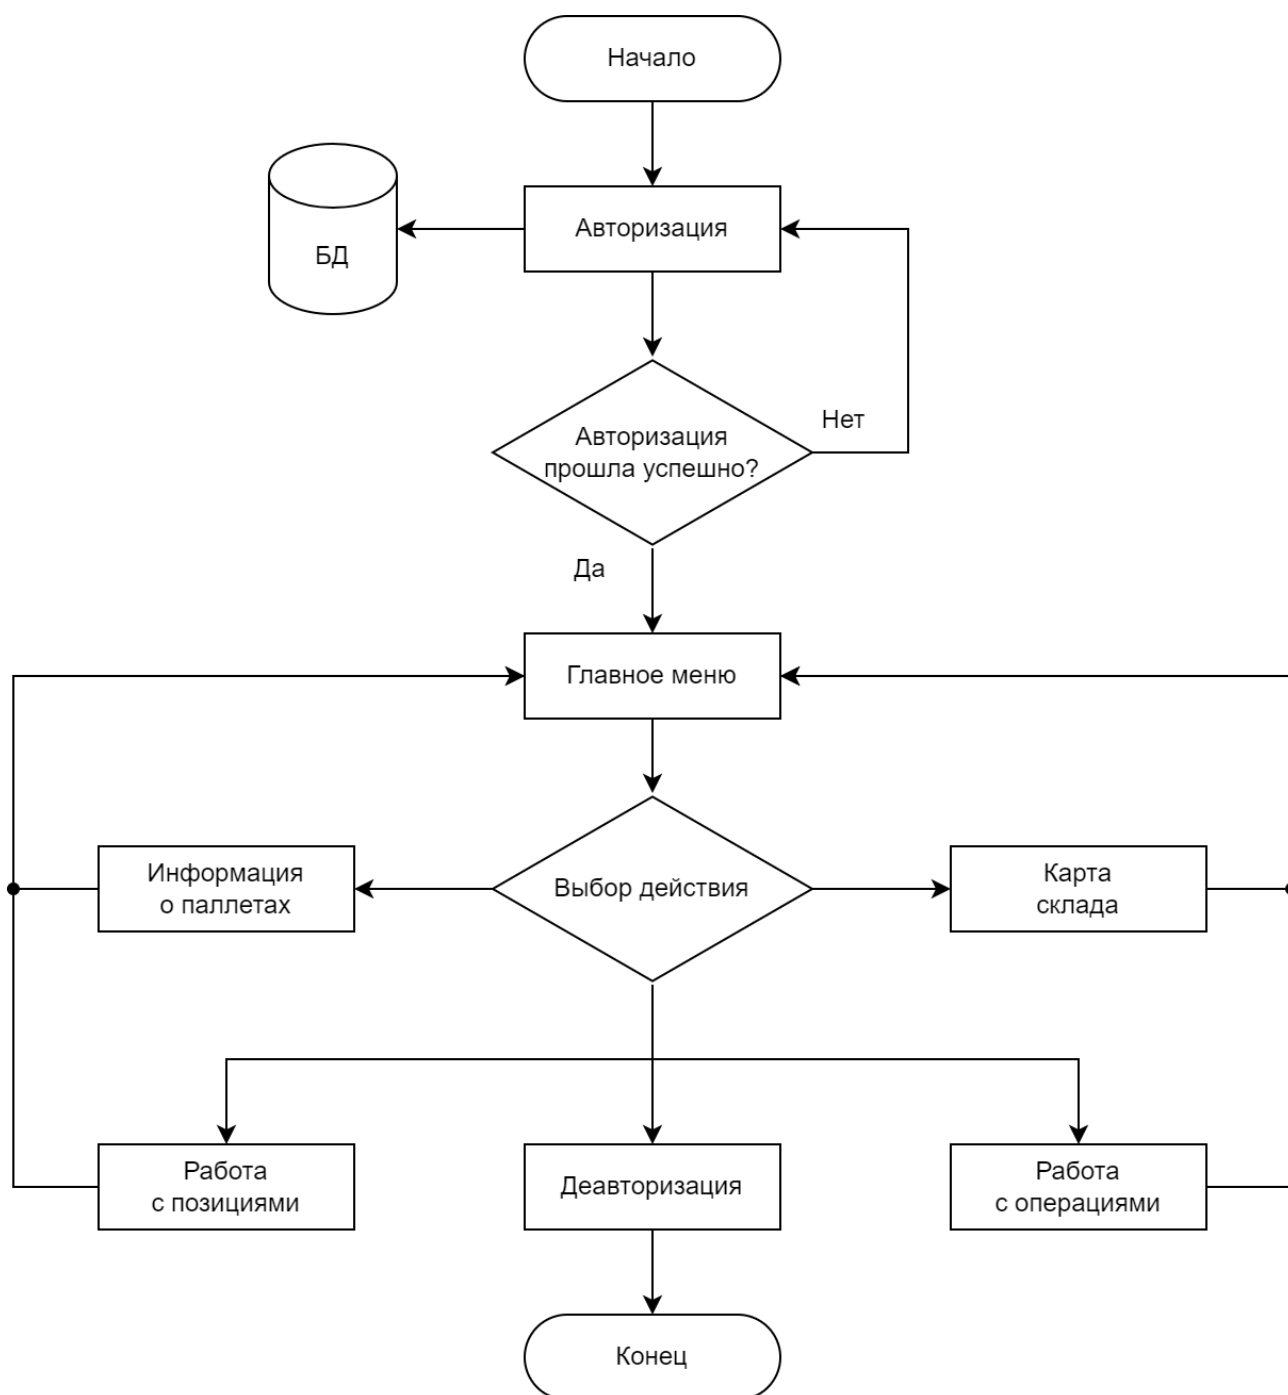 Начало
Авторизация
БД
Авторизация
прошла успешно?
Нет
Да
Главное меню
Информация
о паллетах
Выбор действия
Карта
склада
Работа
с позициями
Деавторизация
Работа
с операциями
Конец